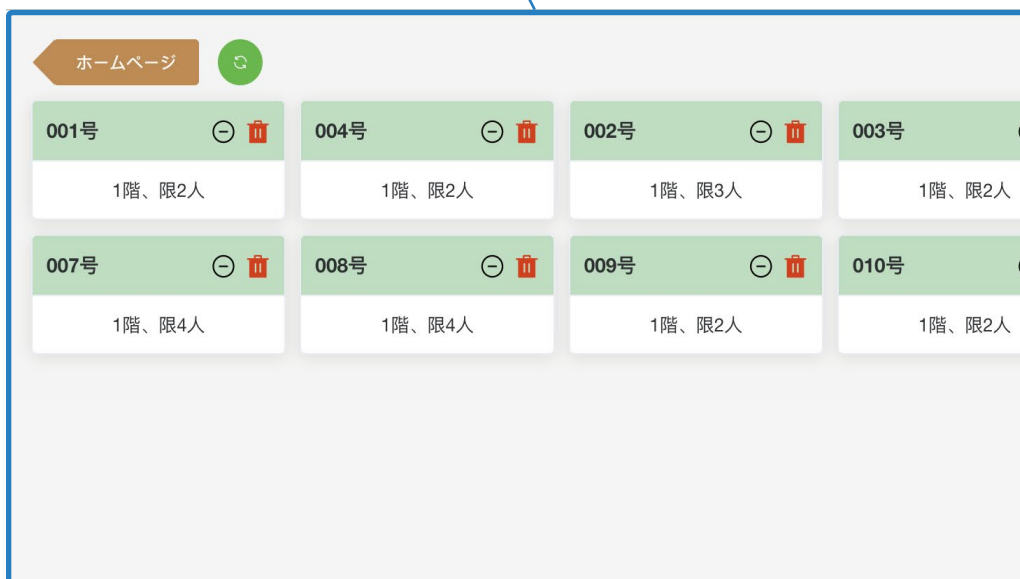 ホームページ
001号 004号 002号 003号
1階、限2人 1階、限2人 1階、限3人 1階、限2人
007号 008号 009号 010号
1階、限4人 1階、限4人 1階、限2人 1階、限2人